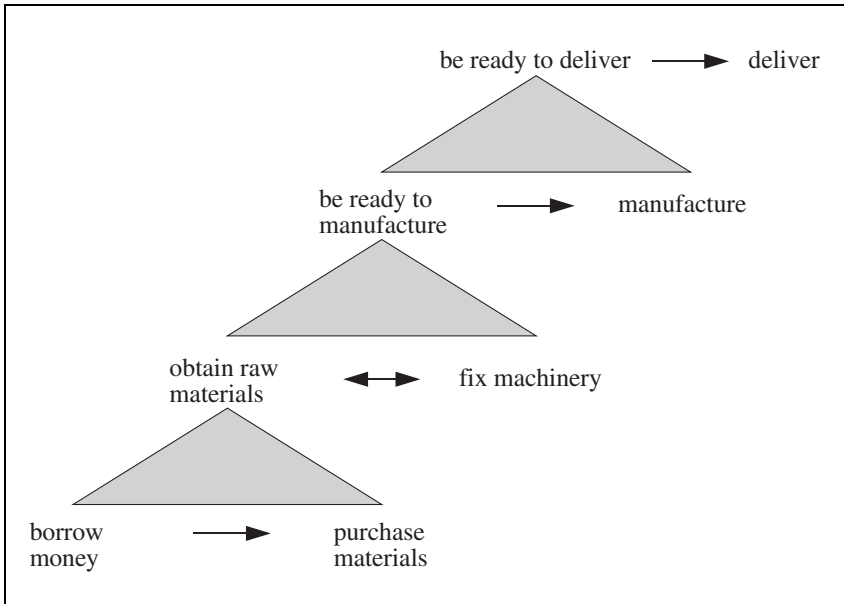 be ready to deliver deliver
be ready to
manufacture
manufacture
obtain raw
materials
fix machinery
borrow
money
purchase
materials